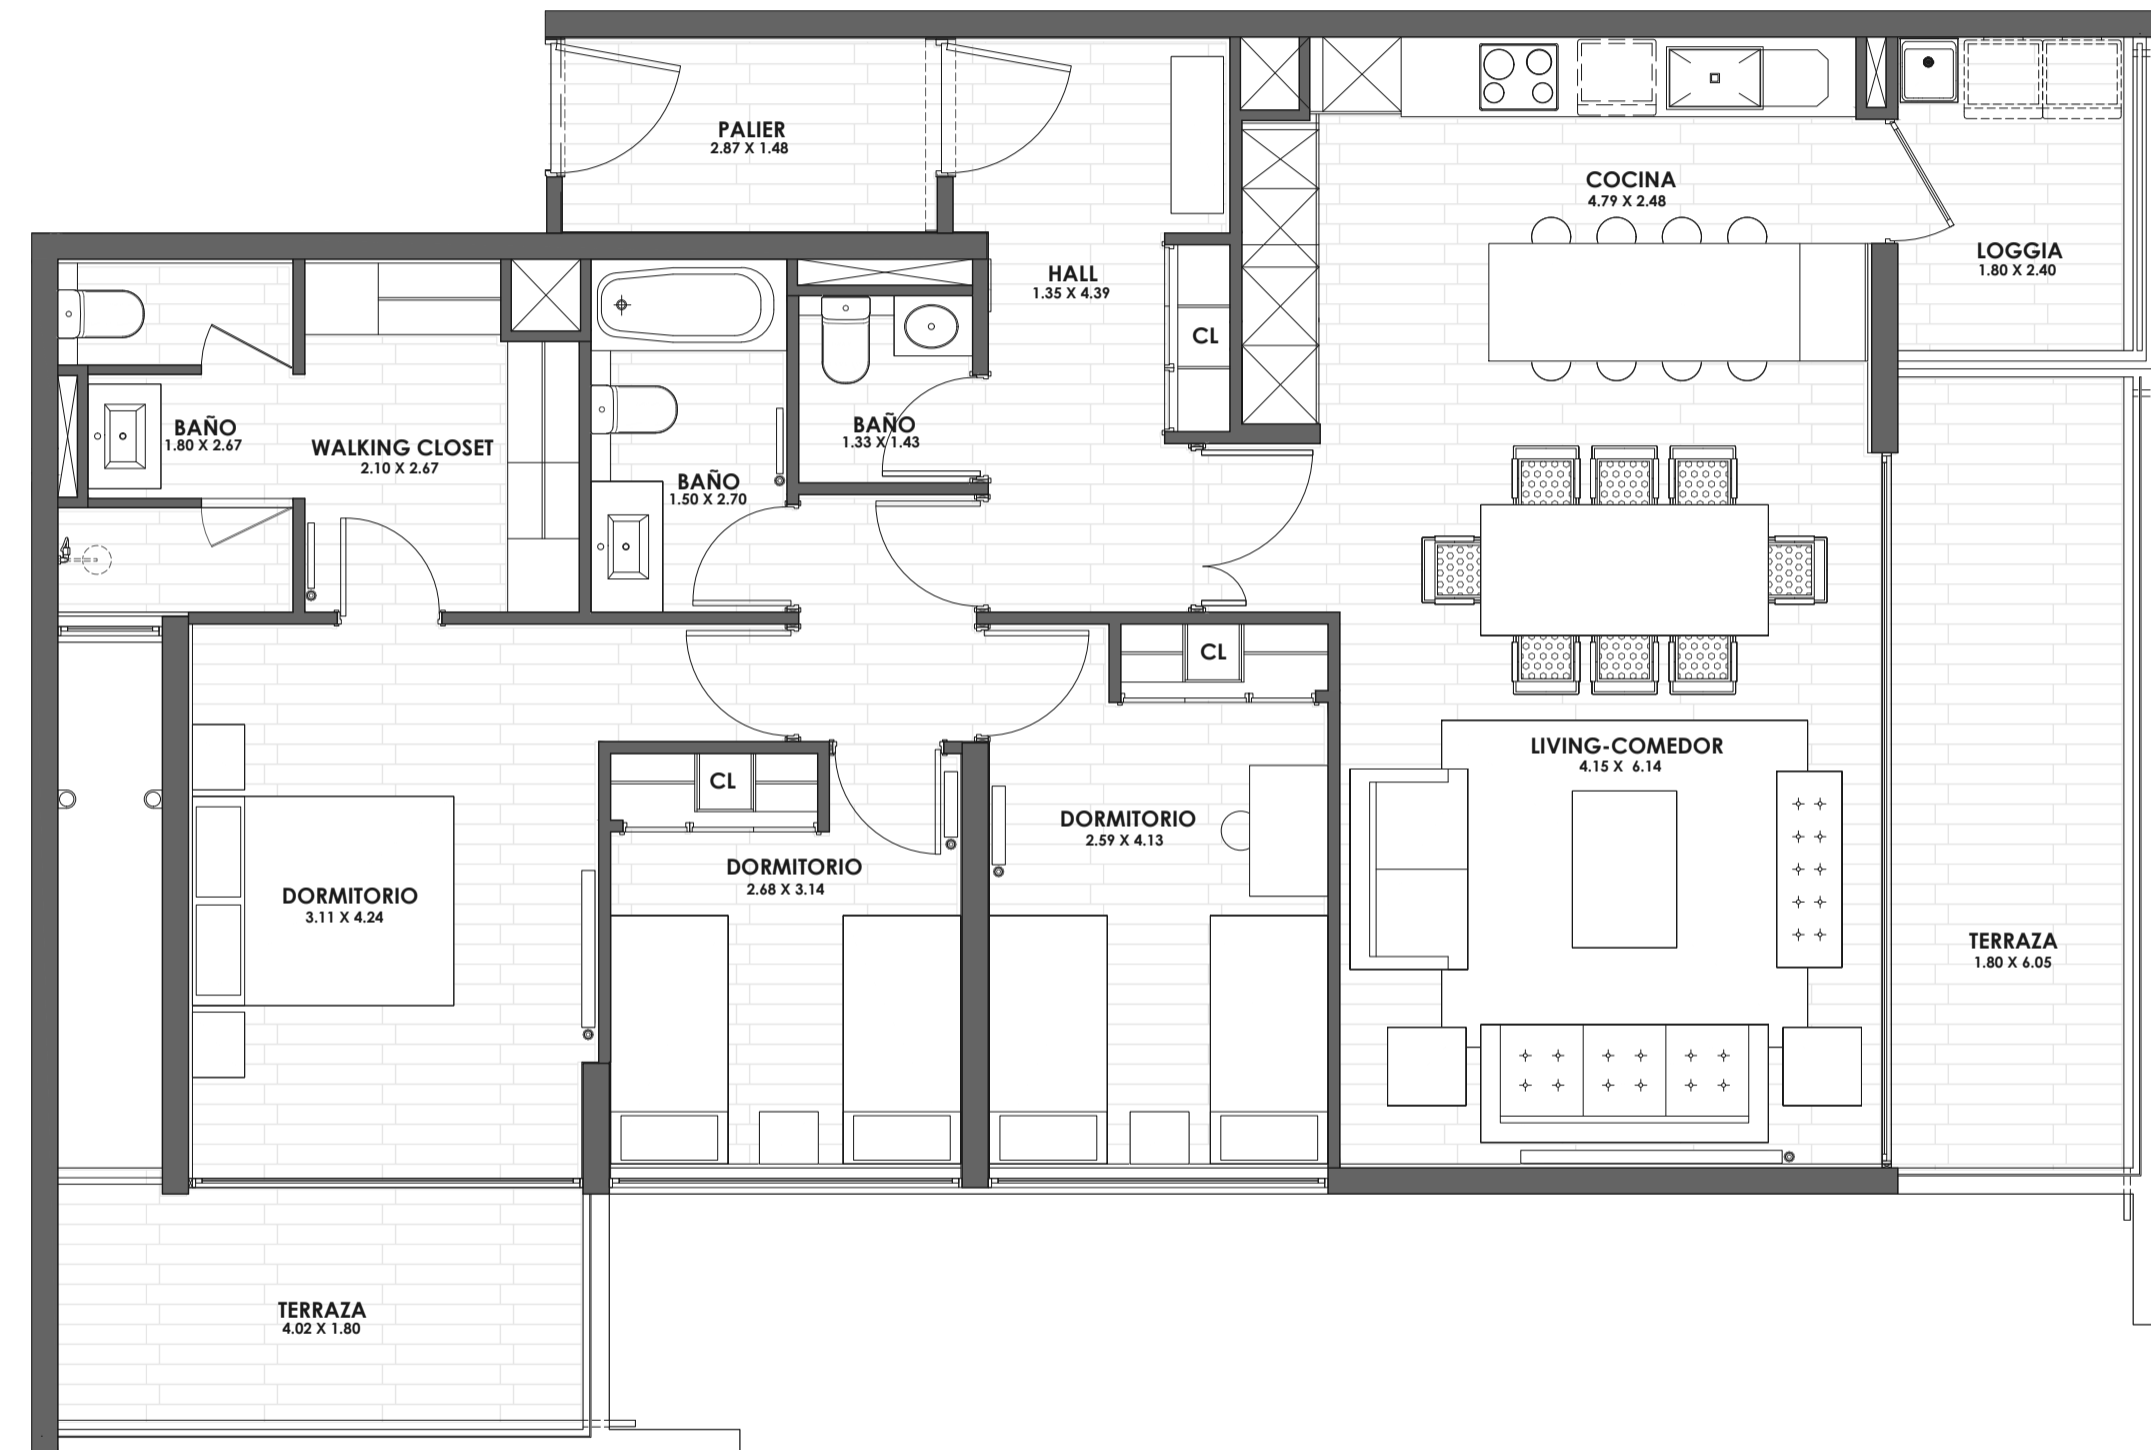 PALIER
2.87 X 1.48
COCINA
4.79 X 2.48
LOGGIA
1.80 X 2.40
HALL
1.35 X 4.39
CL
BAÑO
1.80 X 2.67
WALKING CLOSET
2.10 X 2.67
BAÑO
1.33 X 1.43
BAÑO
1.50 X 2.70
CL
LIVING-COMEDOR
4.15 X 6.14
CL
DORMITORIO
2.59 X 4.13
DORMITORIO
2.68 X 3.14
DORMITORIO
3.11 X 4.24
TERRAZA
1.80 X 6.05
TERRAZA
4.02 X 1.80